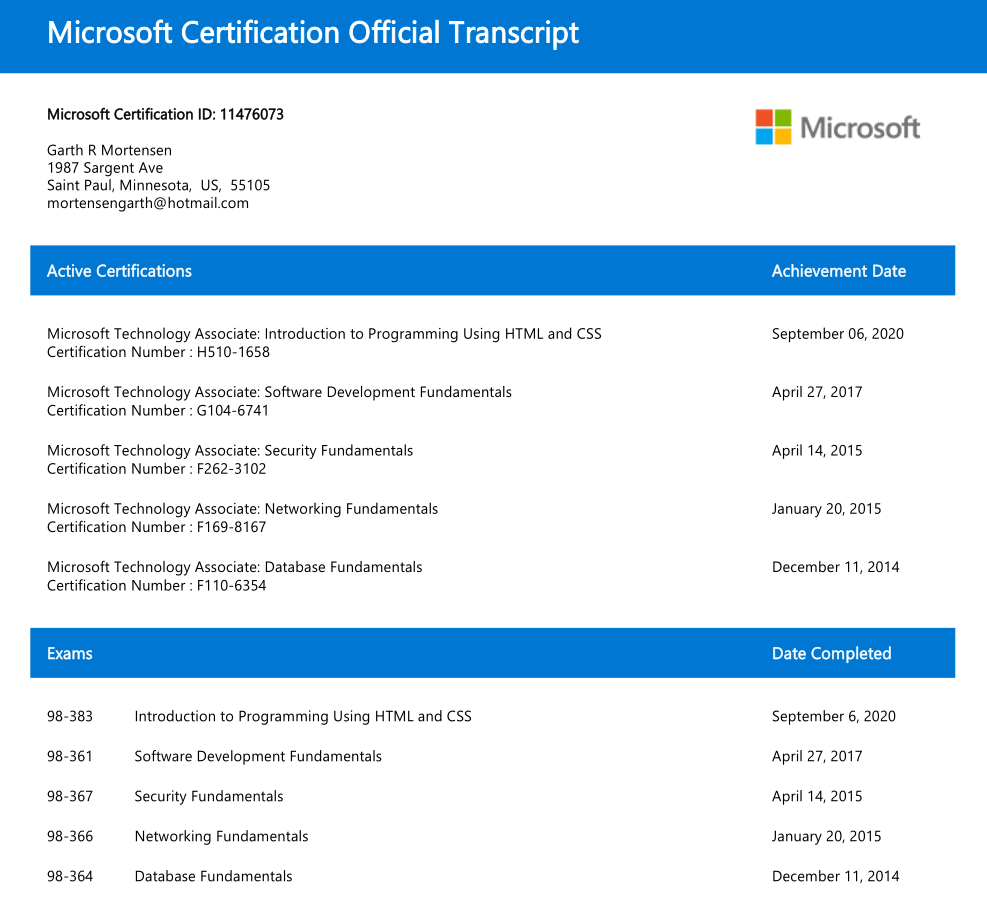 Microsoft Certification Official Transcript
Microsoft Certification ID: 11476073
Microsoft
Garth R Mortensen
1987 Sargent Ave
Saint Paul, Minnesota,  US,  55105
mortensengarth@hotmail.com
Active Certifications Achievement Date
Microsoft Technology Associate: Introduction to Programming Using HTML and CSS September 06, 2020
Certification Number : H510-1658
Microsoft Technology Associate: Software Development Fundamentals April 27, 2017
Certification Number : G104-6741
Microsoft Technology Associate: Security Fundamentals April 14, 2015
Certification Number : F262-3102
Microsoft Technology Associate: Networking Fundamentals January 20, 2015
Certification Number : F169-8167
Microsoft Technology Associate: Database Fundamentals December 11, 2014
Certification Number : F110-6354
Exams Date Completed
98-383 Introduction to Programming Using HTML and CSS September 6, 2020
98-361 Software Development Fundamentals April 27, 2017
98-367 Security Fundamentals April 14, 2015
98-366 Networking Fundamentals January 20, 2015
98-364 Database Fundamentals December 11, 2014